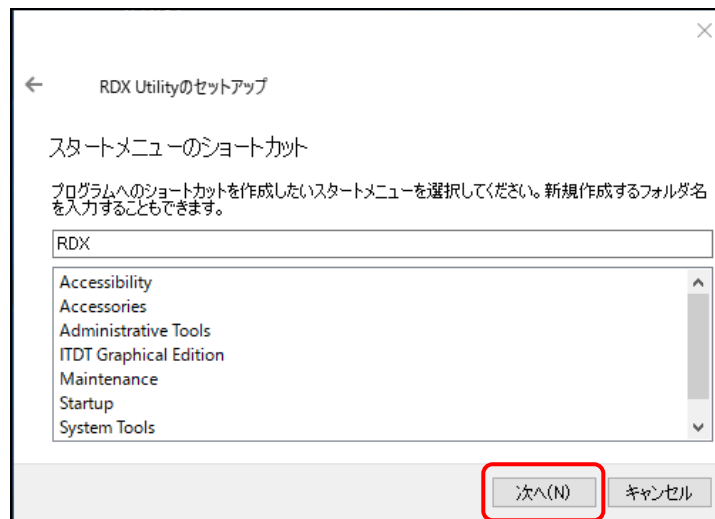 RDX Utilityのセットアップ
スタートメニューのショートカット
プログラムへのショートカットを作成したいスタートメニューを選択してください。新規作成するフォルダ名
を入力することもできます。
RDX
Accessibility
Accessories
Administrative Tools
ITDT Graphical Edition
Maintenance
Startup
System Tools
次へ(N)
キャンセル